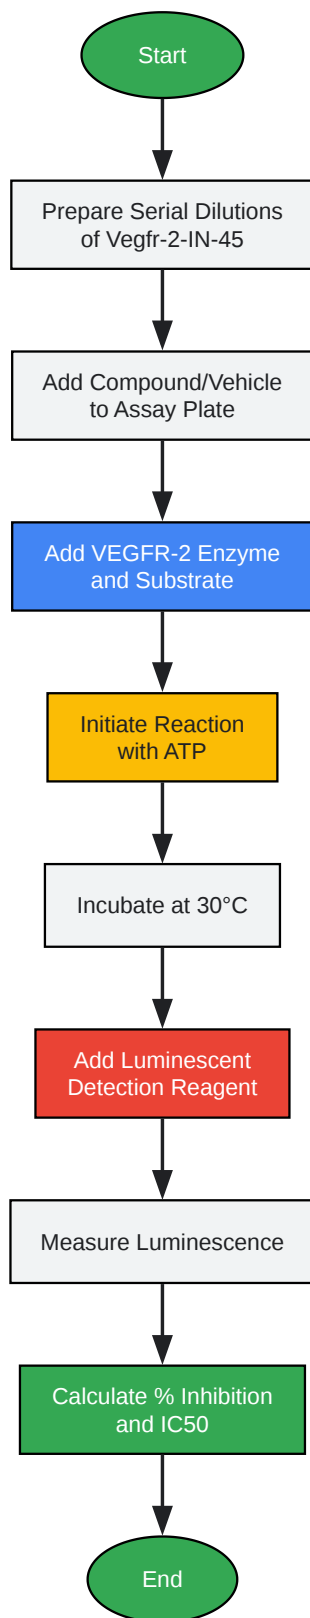 Start
Prepare Serial Dilutions
of Vegfr-2-IN-45
Add Compound/Vehicle
to Assay Plate
Add VEGFR-2 Enzyme
and Substrate
Initiate Reaction
with ATP
Incubate at 30°C
Add Luminescent
Detection Reagent
Measure Luminescence
Calculate % Inhibition
and IC50
End